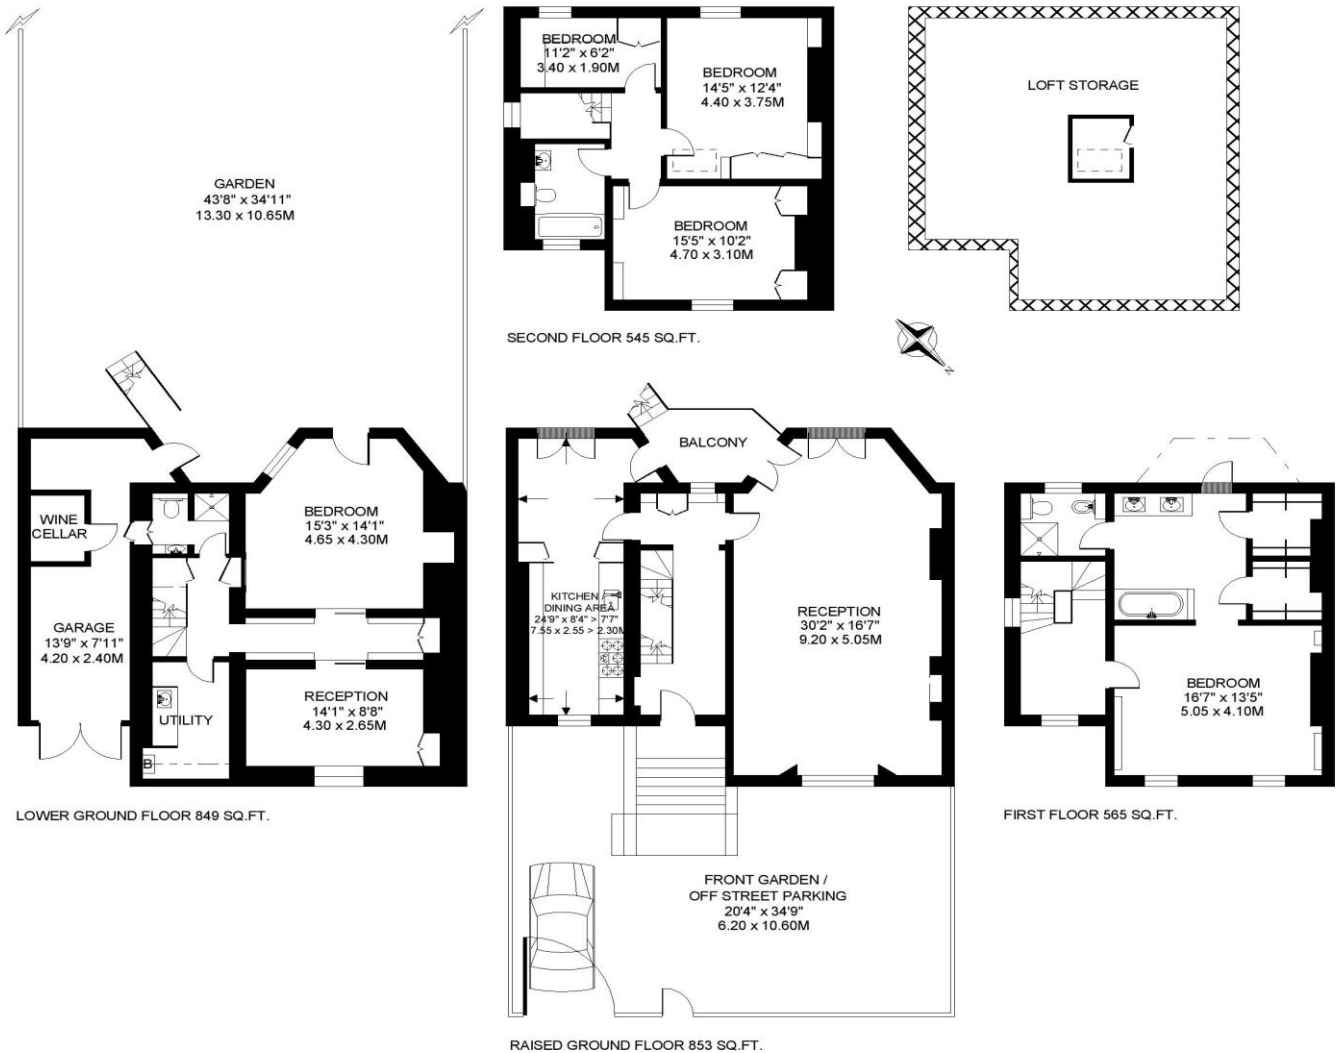 GARDEN
43'8" x 34'11"
13.30 x 10.65M
BEDROOM
11'2" x 6'2"
3.40 x 1.90M
BEDROOM
14'5" x 12'4"
4.40 x 3.75M
BEDROOM
15'5" x 10'2"
4.70 x 3.10M
SECOND FLOOR 545 SQ.FT.
LOFT STORAGE
N
WINE
CELLAR
BEDROOM
15'3" x 14'1"
4.65 x 4.30M
GARAGE
13'9" x 7'11"
4.20 x 2.40M
RECEPTION
14'1" x 8'8"
4.30 x 2.65M
UTILITY
B
LOWER GROUND FLOOR 849 SQ.FT.
BALCONY
KITCHEN /
DINING AREA
24'9" x 8'4" > 7'7"
7.55 x 2.55 > 2.30M
RECEPTION
30'2" x 16'7"
9.20 x 5.05M
FRONT GARDEN /
OFF STREET PARKING
20'4" x 34'9"
6.20 x 10.60M
RAISED GROUND FLOOR 853 SQ.FT.
BEDROOM
16'7" x 13'5"
5.05 x 4.10M
FIRST FLOOR 565 SQ.FT.